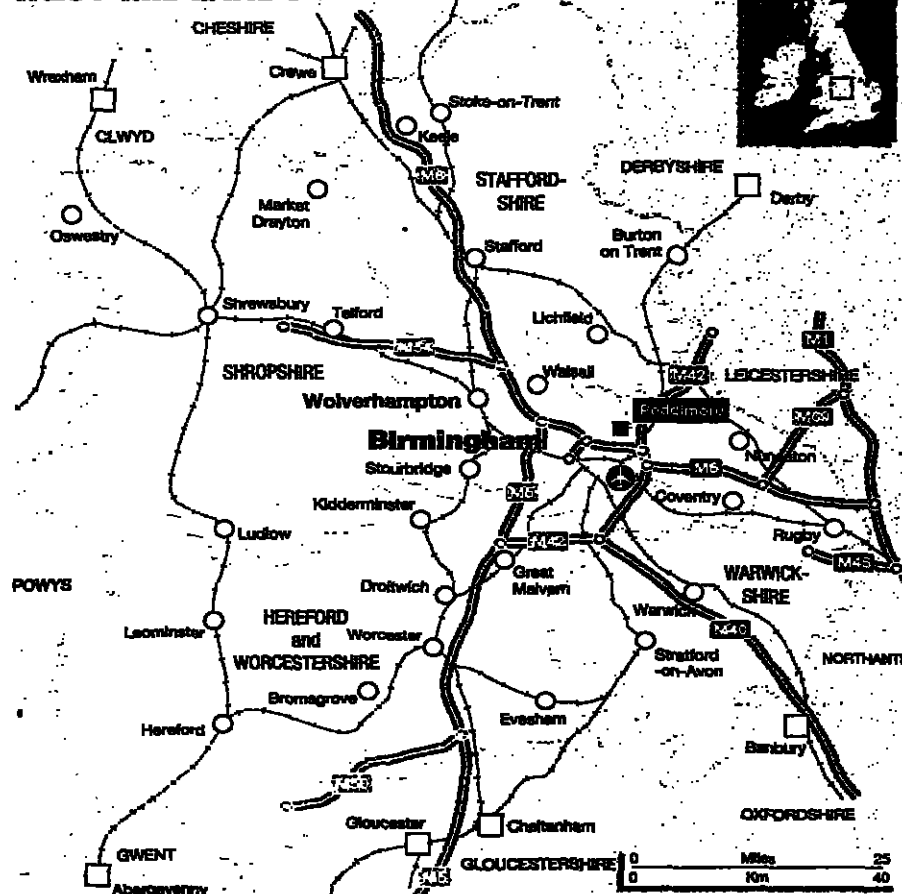 CHESHIRE
Wrexham
Crewe
Stoke-on-Trent
CLWYD
Keele
M6
STAFFORD-
SHIRE
DERBYSHIRE
Derby
Market
Drayton
Oswestry
Stafford
Burton
on Trent
Shrewsbury
Telford
Lichfield
M1
M54
SHROPSHIRE
Walsall
M42
LEICESTERSHIRE
Wolverhampton
M69
Birmingham
Nuneaton
Stourbridge
M6
M5
Coventry
Kidderminster
Rugby
Ludlow
M42
M45
Great
Malvern
WARWICK-
SHIRE
POWYS
Droitwich
Warwick
HEREFORD
and
WORCESTERSHIRE
Leominster
Worcester
M40
Stratford
-on-Avon
NORTHANT
Bromsgrove
Evesham
Hereford
Banbury
M50
OXFORDSHIRE
Gloucester
Cheltenham
GWENT
GLOUCESTERSHIRE
0 Miles 25
0 Km 40
Abergavenny
M5